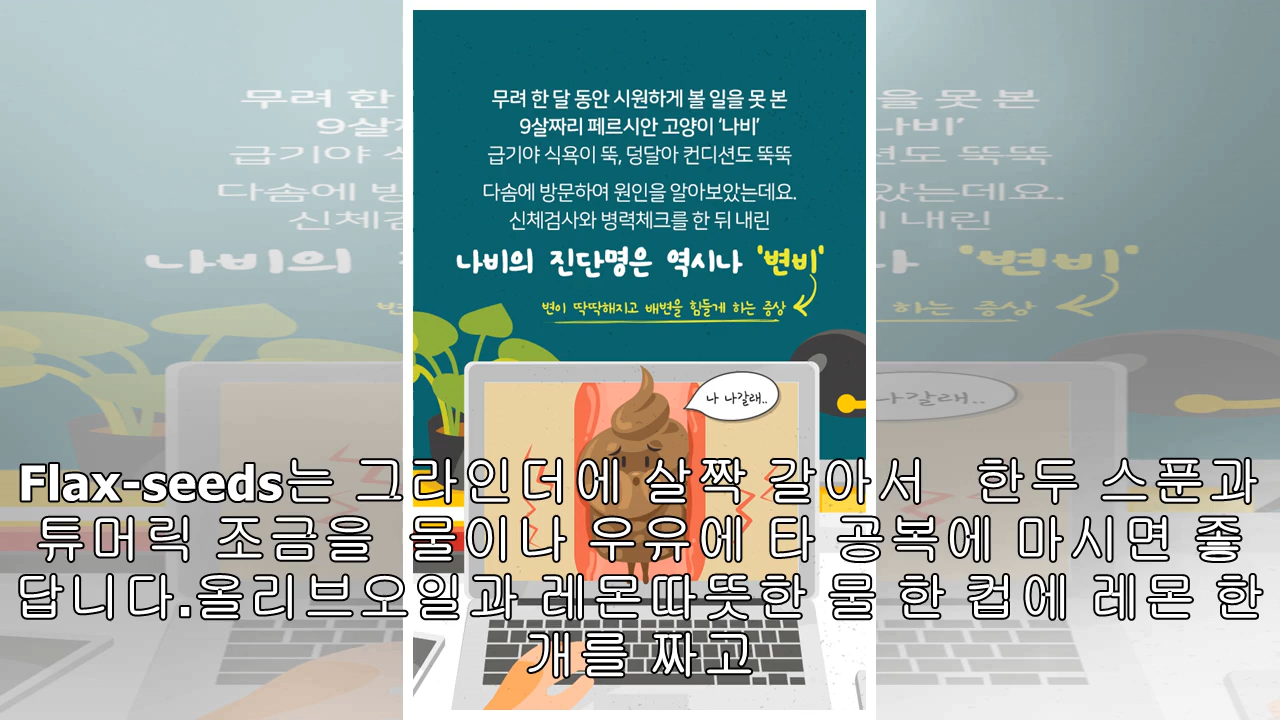 무려 한 달 동안 시원하게 볼 일을 못 본
9살짜리 페르시안 고양이 ‘나비’
급기야 식욕이 뚝, 덩달아 컨디션도 뚝뚝
다솜에 방문하여 원인을 알아보았는데요.
신체검사와 병력체크를 한 뒤 내린
나비의 진단명은 역시나 '변비'
변이 딱딱해지고 배변을 힘들게 하는 증상
나 나갈래..
Flax-seeds는 그라인더에 살짝 갈아서 한두 스푼과
튜머릭 조금을 물이나 우유에 타 공복에 마시면 좋
답니다.올리브오일과 레몬따뜻한 물 한 컵에 레몬 한
개를 짜고